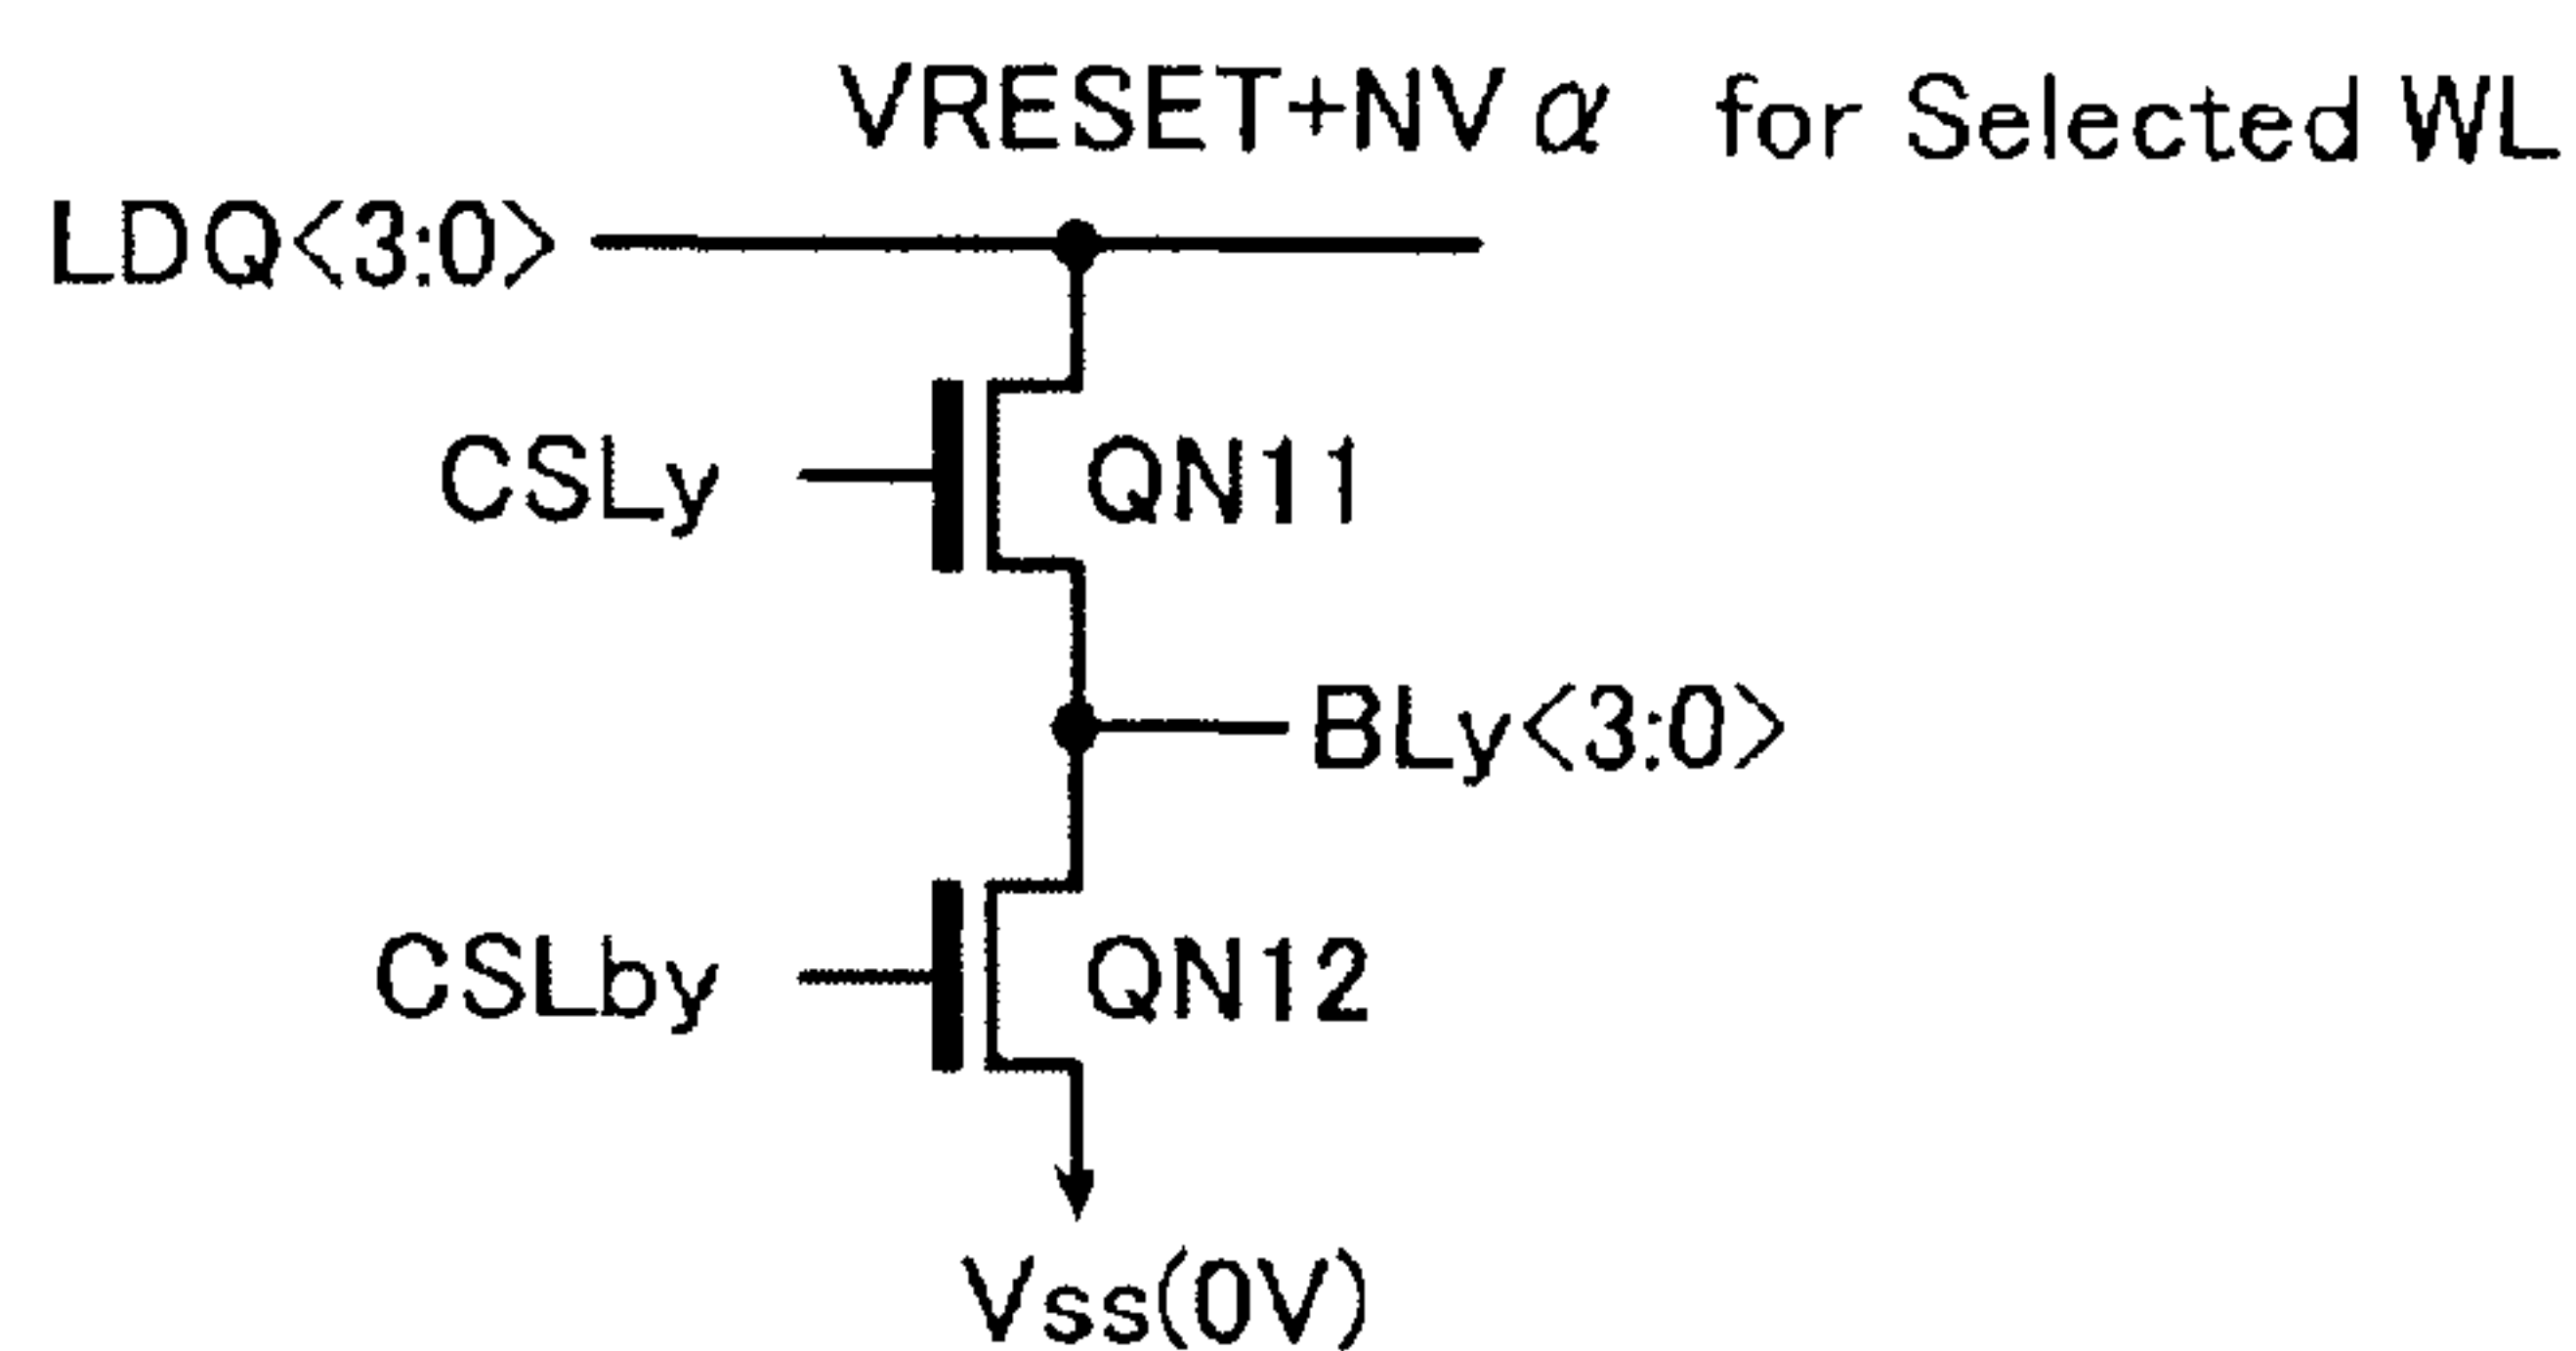 VRESET+NVα for Selected WL
LDQ<3:0>
CSLy
QN11
BLy<3:0>
CSLby
QN12
Vss(0V)